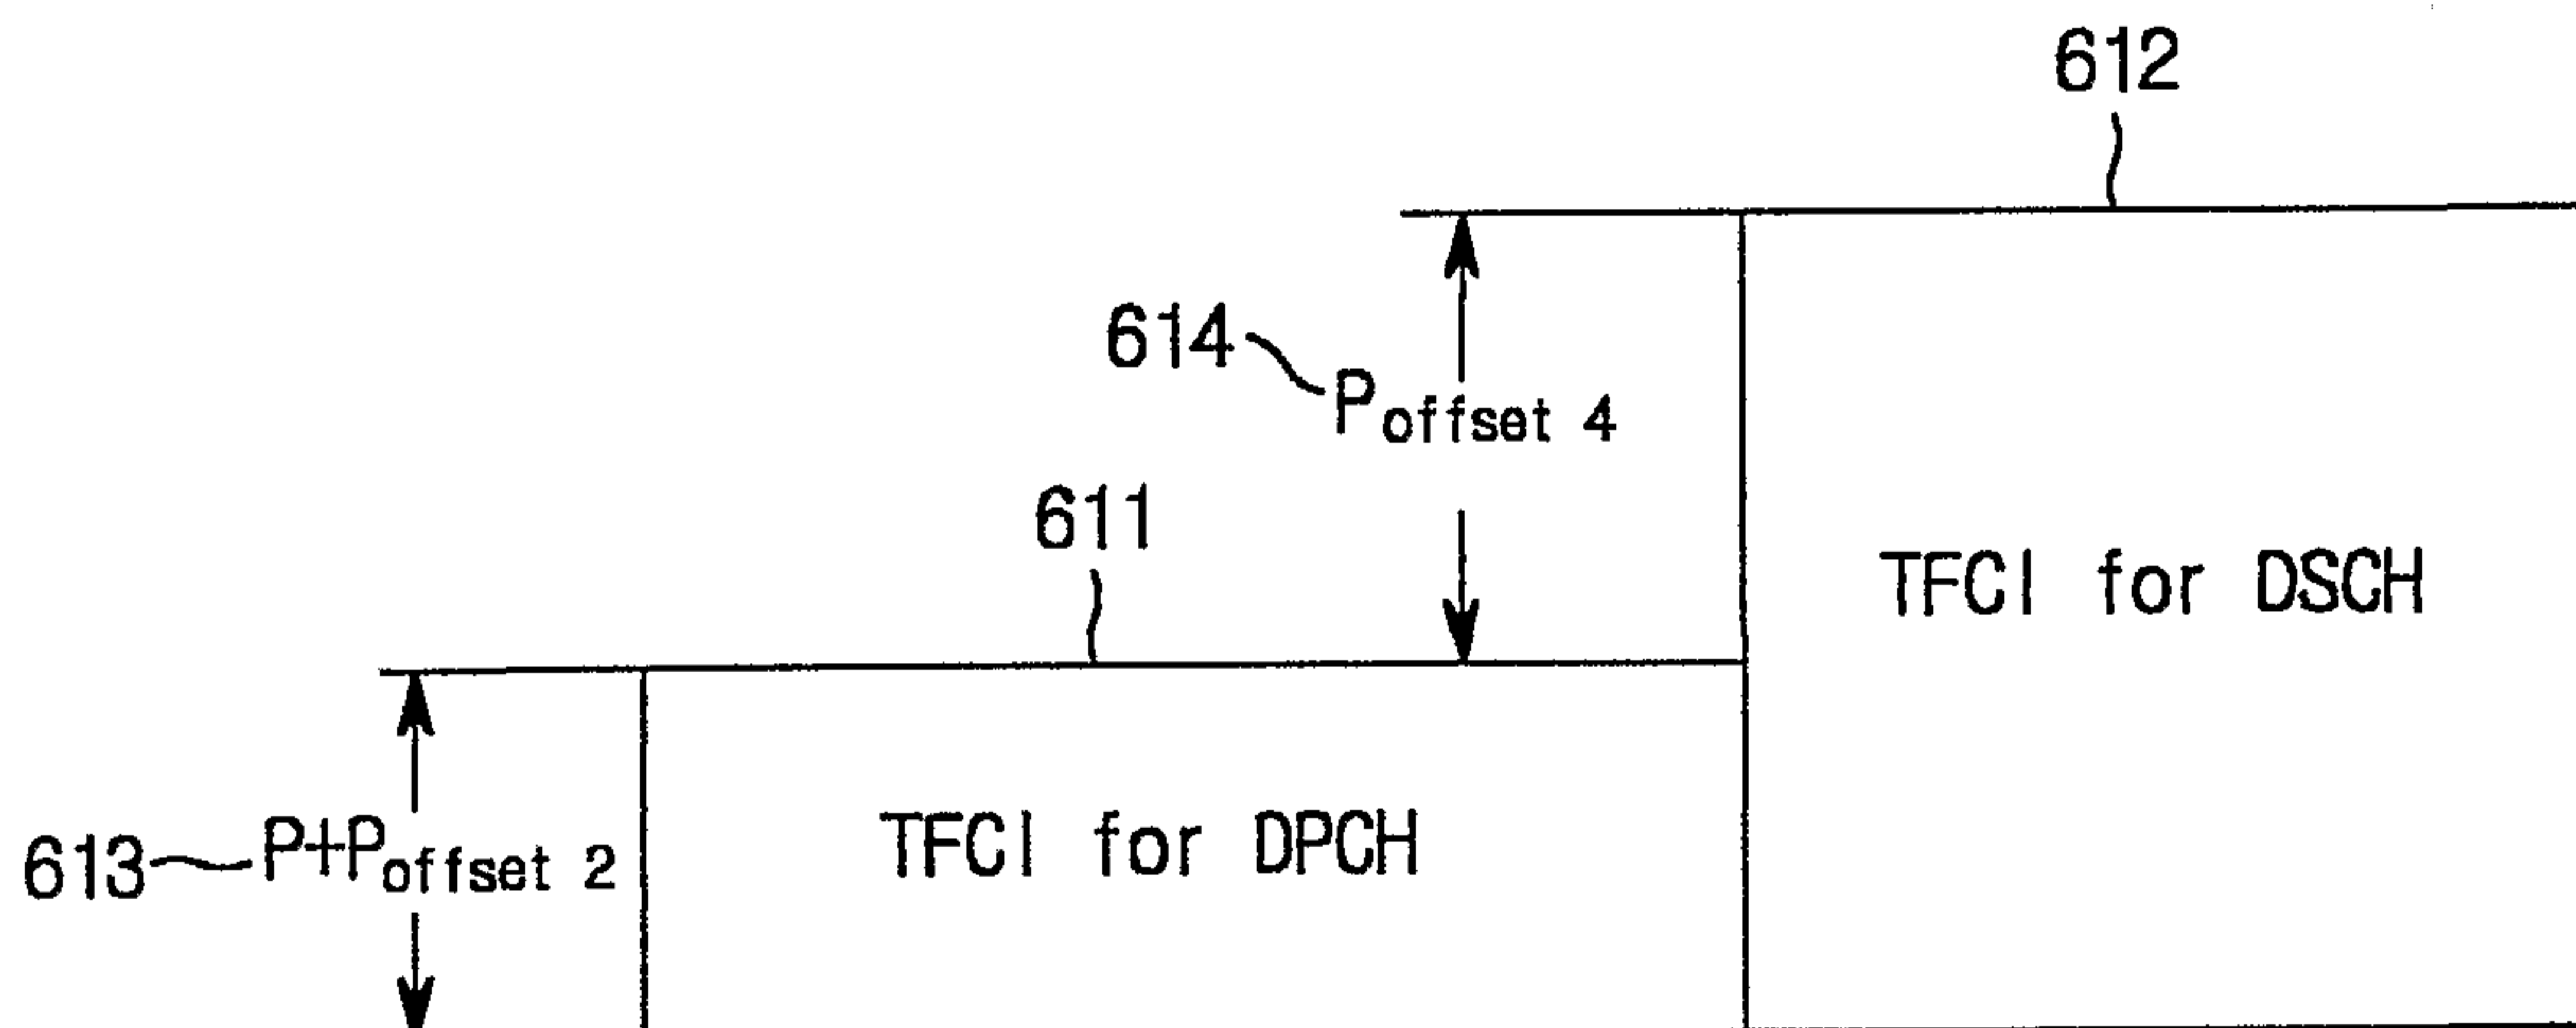 612
614 Poffset 4
611
TFCI for DSCH
613 P+Poffset 2
TFCI for DPCH